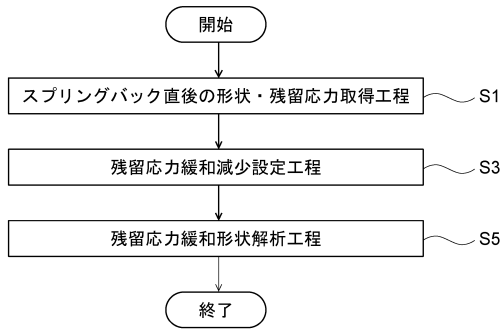 開始
スプリングバック直後の形状・残留応力取得工程
S1
残留応力緩和減少設定工程
S3
残留応力緩和形状解析工程
S5
終了